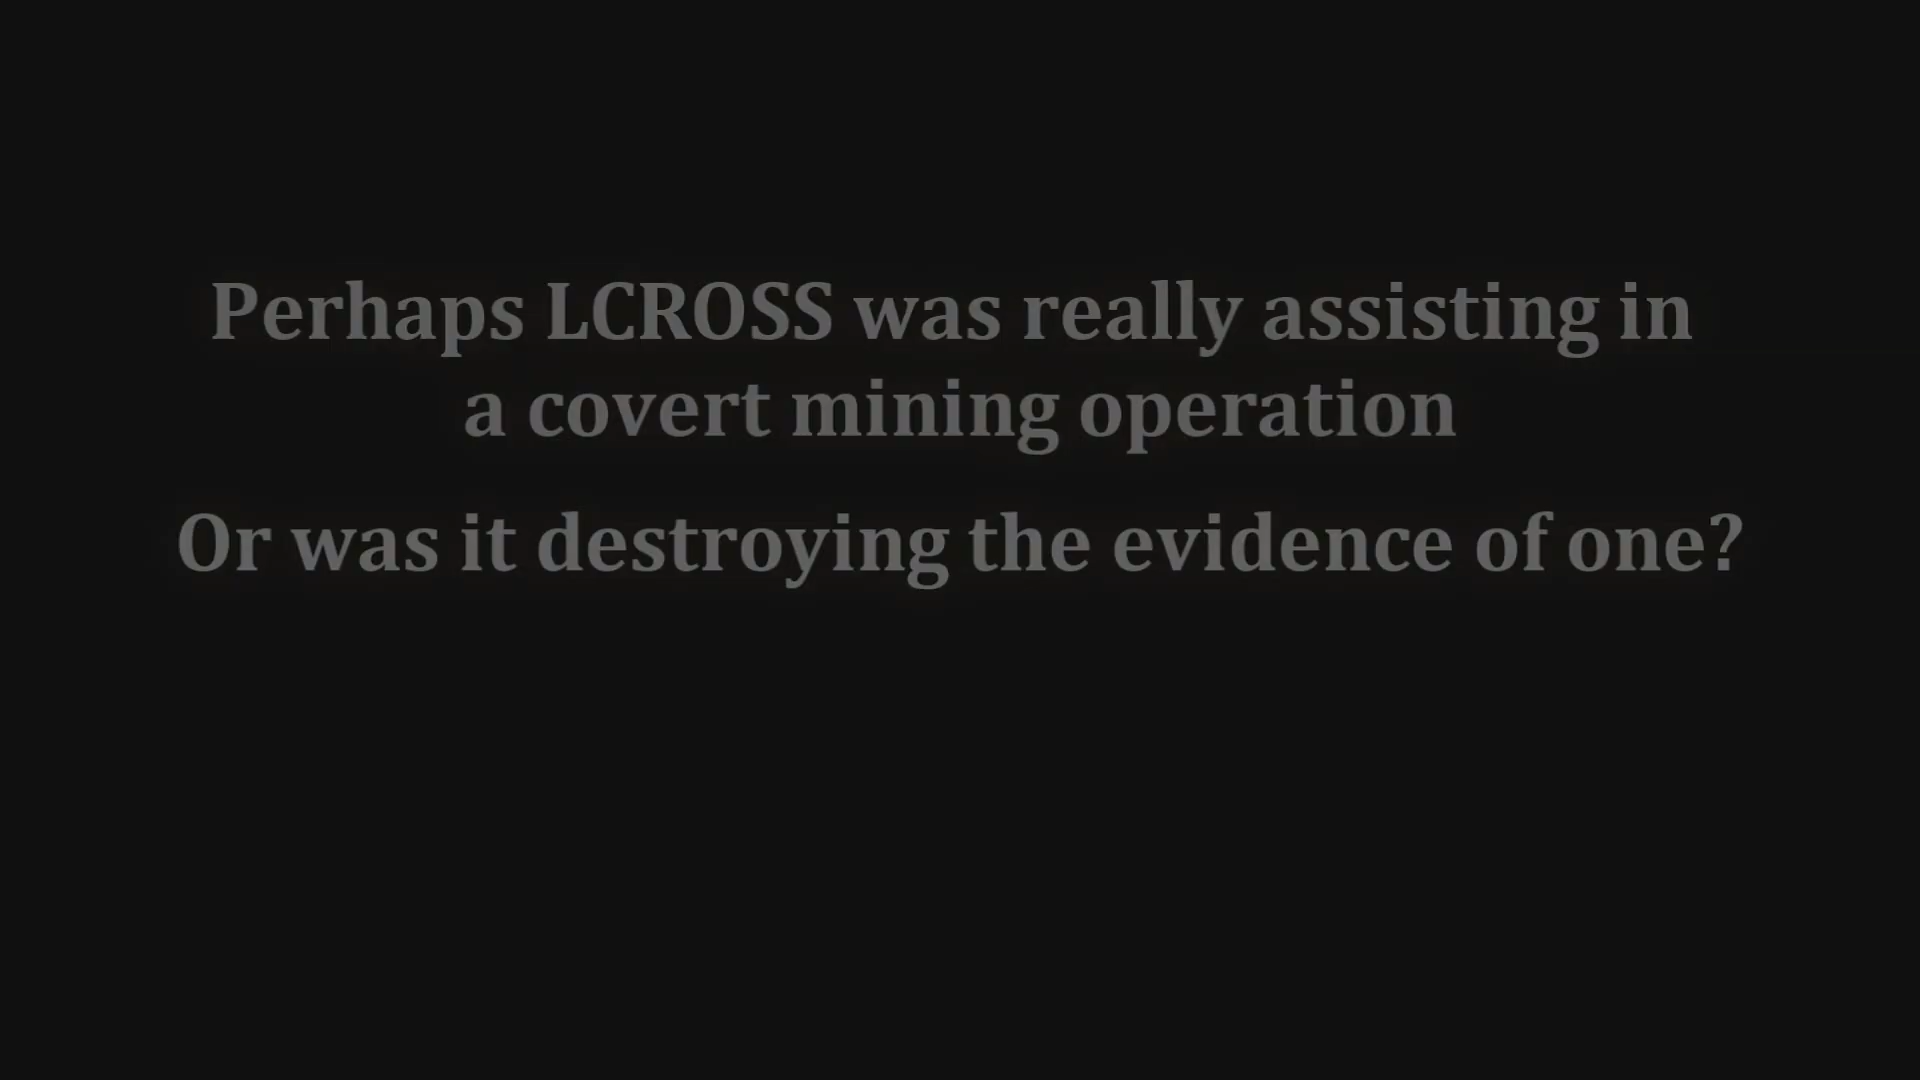 Perhaps LCROSS was really assisting in
a covert mining operation
Or was it destroying the evidence of one?